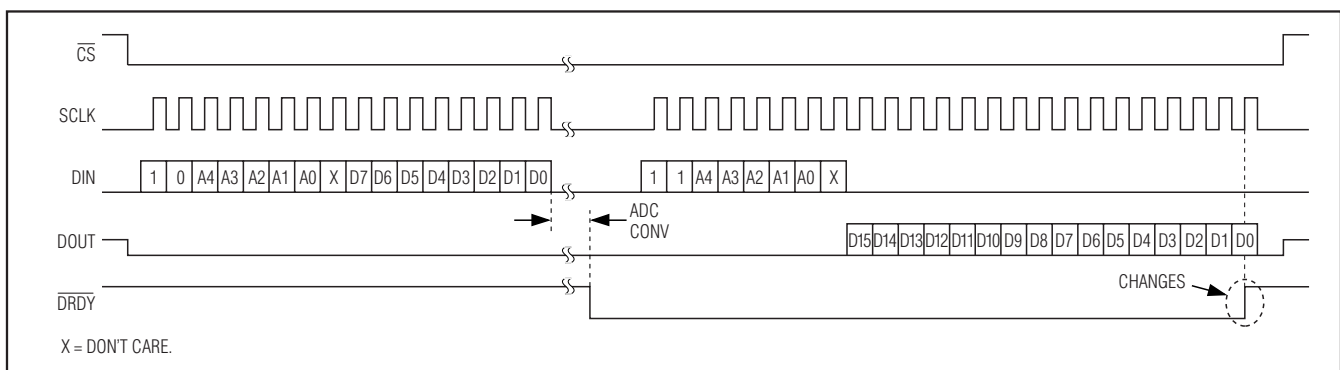 CS
SCLK
DIN 1 0 A4 A3 A2 A1 A0 X D7 D6 D5 D4 D3 D2 D1 D0 1 1 A4 A3 A2 A1 A0 X
ADC
CONV
DOUT D15 D14 D13 D12 D11 D10 D9 D8 D7 D6 D5 D4 D3 D2 D1 D0
CHANGES
DRDY
X = DON'T CARE.